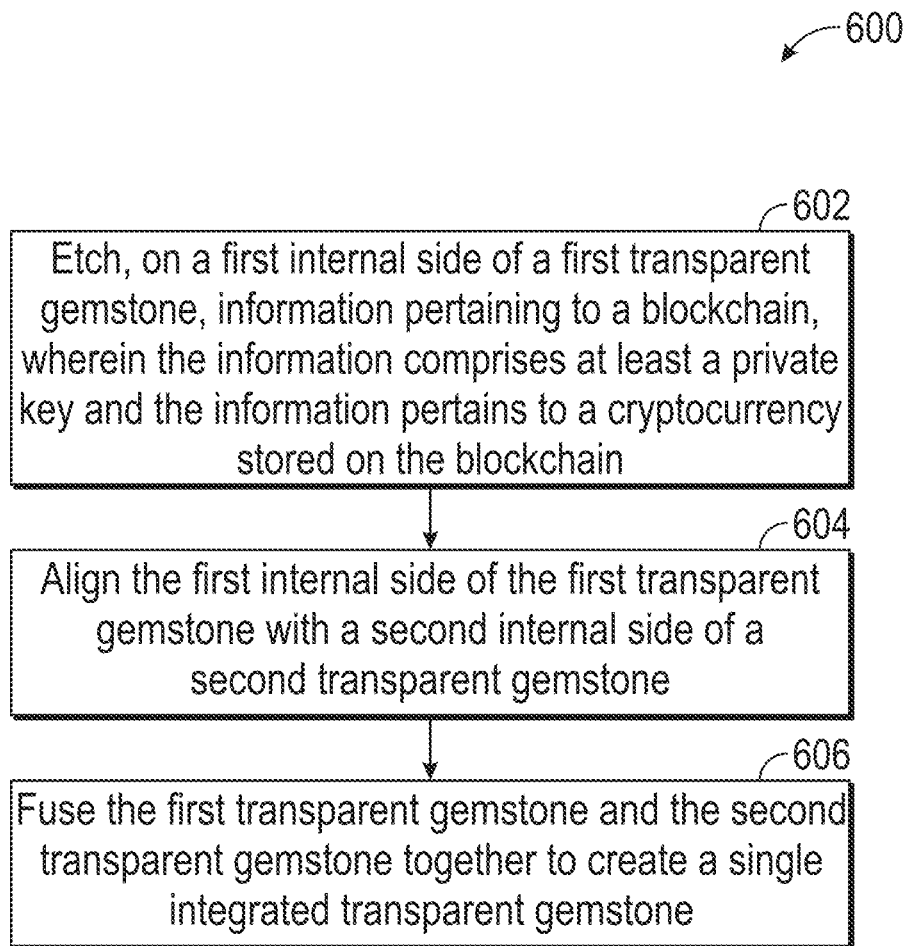 600
602
Etch, on a first internal side of a first transparent
gemstone, information pertaining to a blockchain,
wherein the information comprises at least a private
key and the information pertains to a cryptocurrency
stored on the blockchain
604
Align the first internal side of the first transparent
gemstone with a second internal side of a
second transparent gemstone
606
Fuse the first transparent gemstone and the second
transparent gemstone together to create a single
integrated transparent gemstone